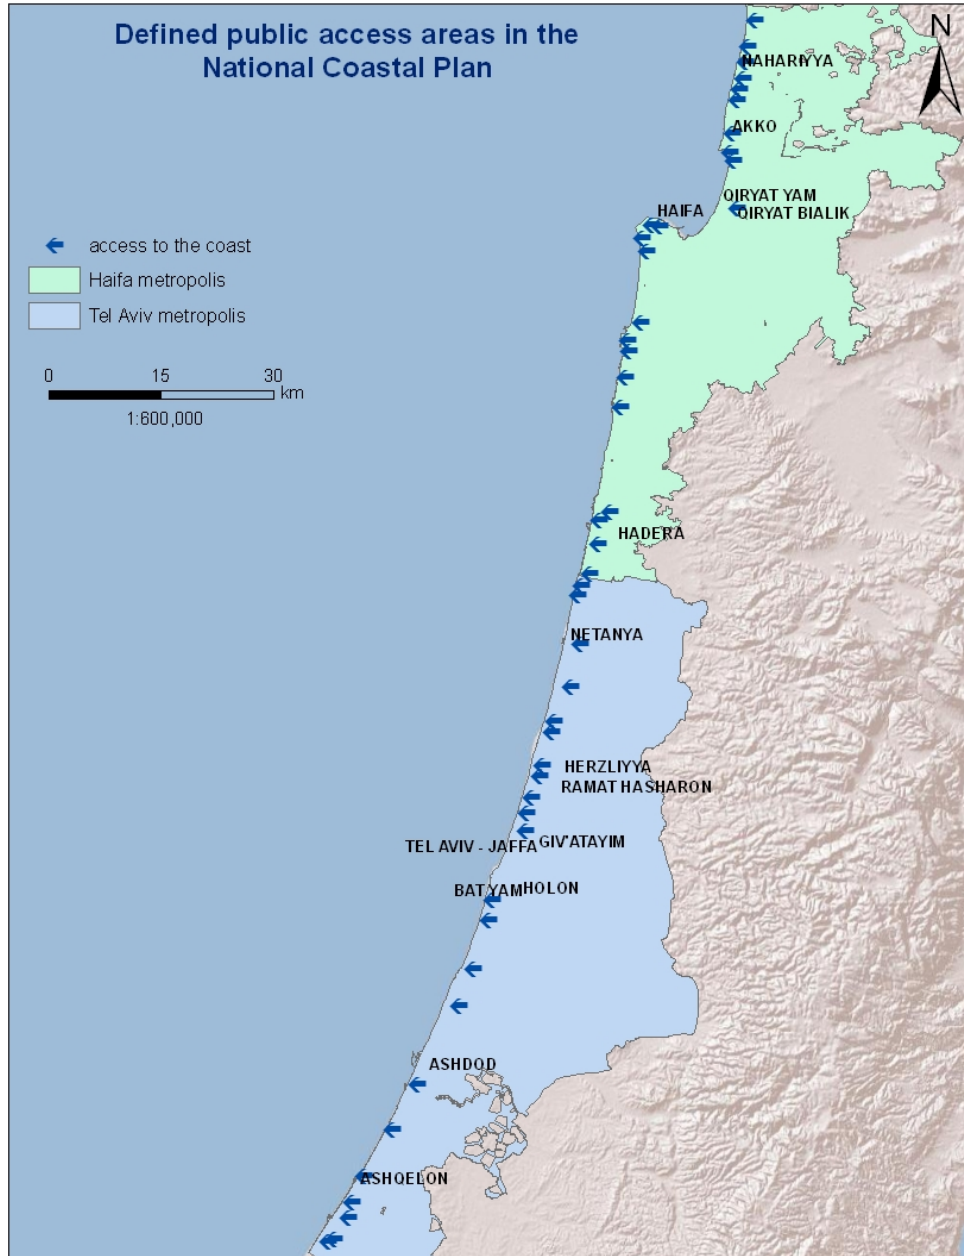 Defined public access areas in the
National Coastal Plan
N
NAHARIYYA
AKKO
QIRYAT YAM
HAIFA
QIRYAT BIALIK
access to the coast
Haifa metropolis
Tel Aviv metropolis
0 15 30
km
1:600,000
HADERA
NETANYA
HERZLIYYA
RAMAT HASHARON
GIV'ATAYIM
TEL AVIV - JAFFA
BAT YAM
HOLON
ASHDOD
ASHQELON